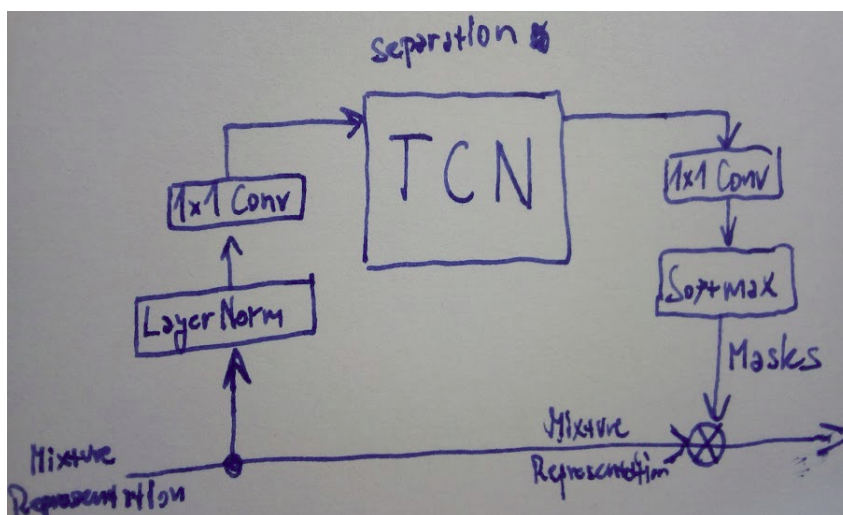 separation
TCN
1x1 Conv
1x1 Conv
LayerNorm
Softmax
Masks
Mixture
Representation
Mixture
Representation